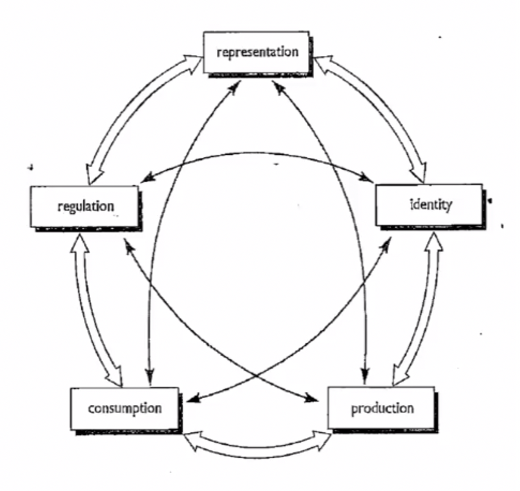 representation
regulation
identity
consumption
production